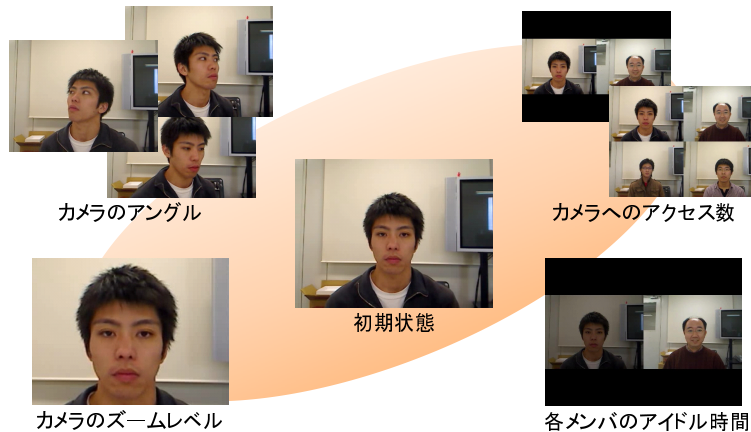 カメラのアングル
カメラへのアクセス数
初期状態
カメラのズームレベル
各メンバのアイドル時間